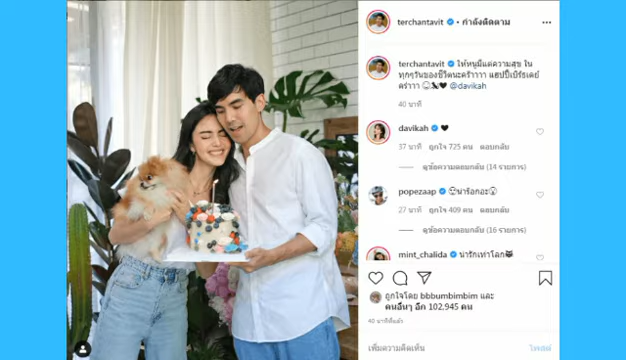 terchantavit • กำลังติดตาม
terchantavit ให้หนูมีแต่ความสุข ใน
ทุกๆวันของชีวิตนะคร้าาาา แฮปปี้เบิร์ธเดย์
คร่าาา @davikah
40 นาที
davikah
37 นาที ถูกใจ 725 คน ตอบกลับ
ดูข้อความตอบกลับ (14 รายการ)
popezaap น่าร้อกอะ
27 นาที ถูกใจ 409 คน ตอบกลับ
ดูข้อความตอบกลับ (16 รายการ)
mint_chalida น่ารักเท่าโลก
ถูกใจโดย bbbumbimbim และ
คนอื่นๆ อีก 102,945 คน
40 นาทีที่แล้ว
เพิ่มความคิดเห็น โพสต์